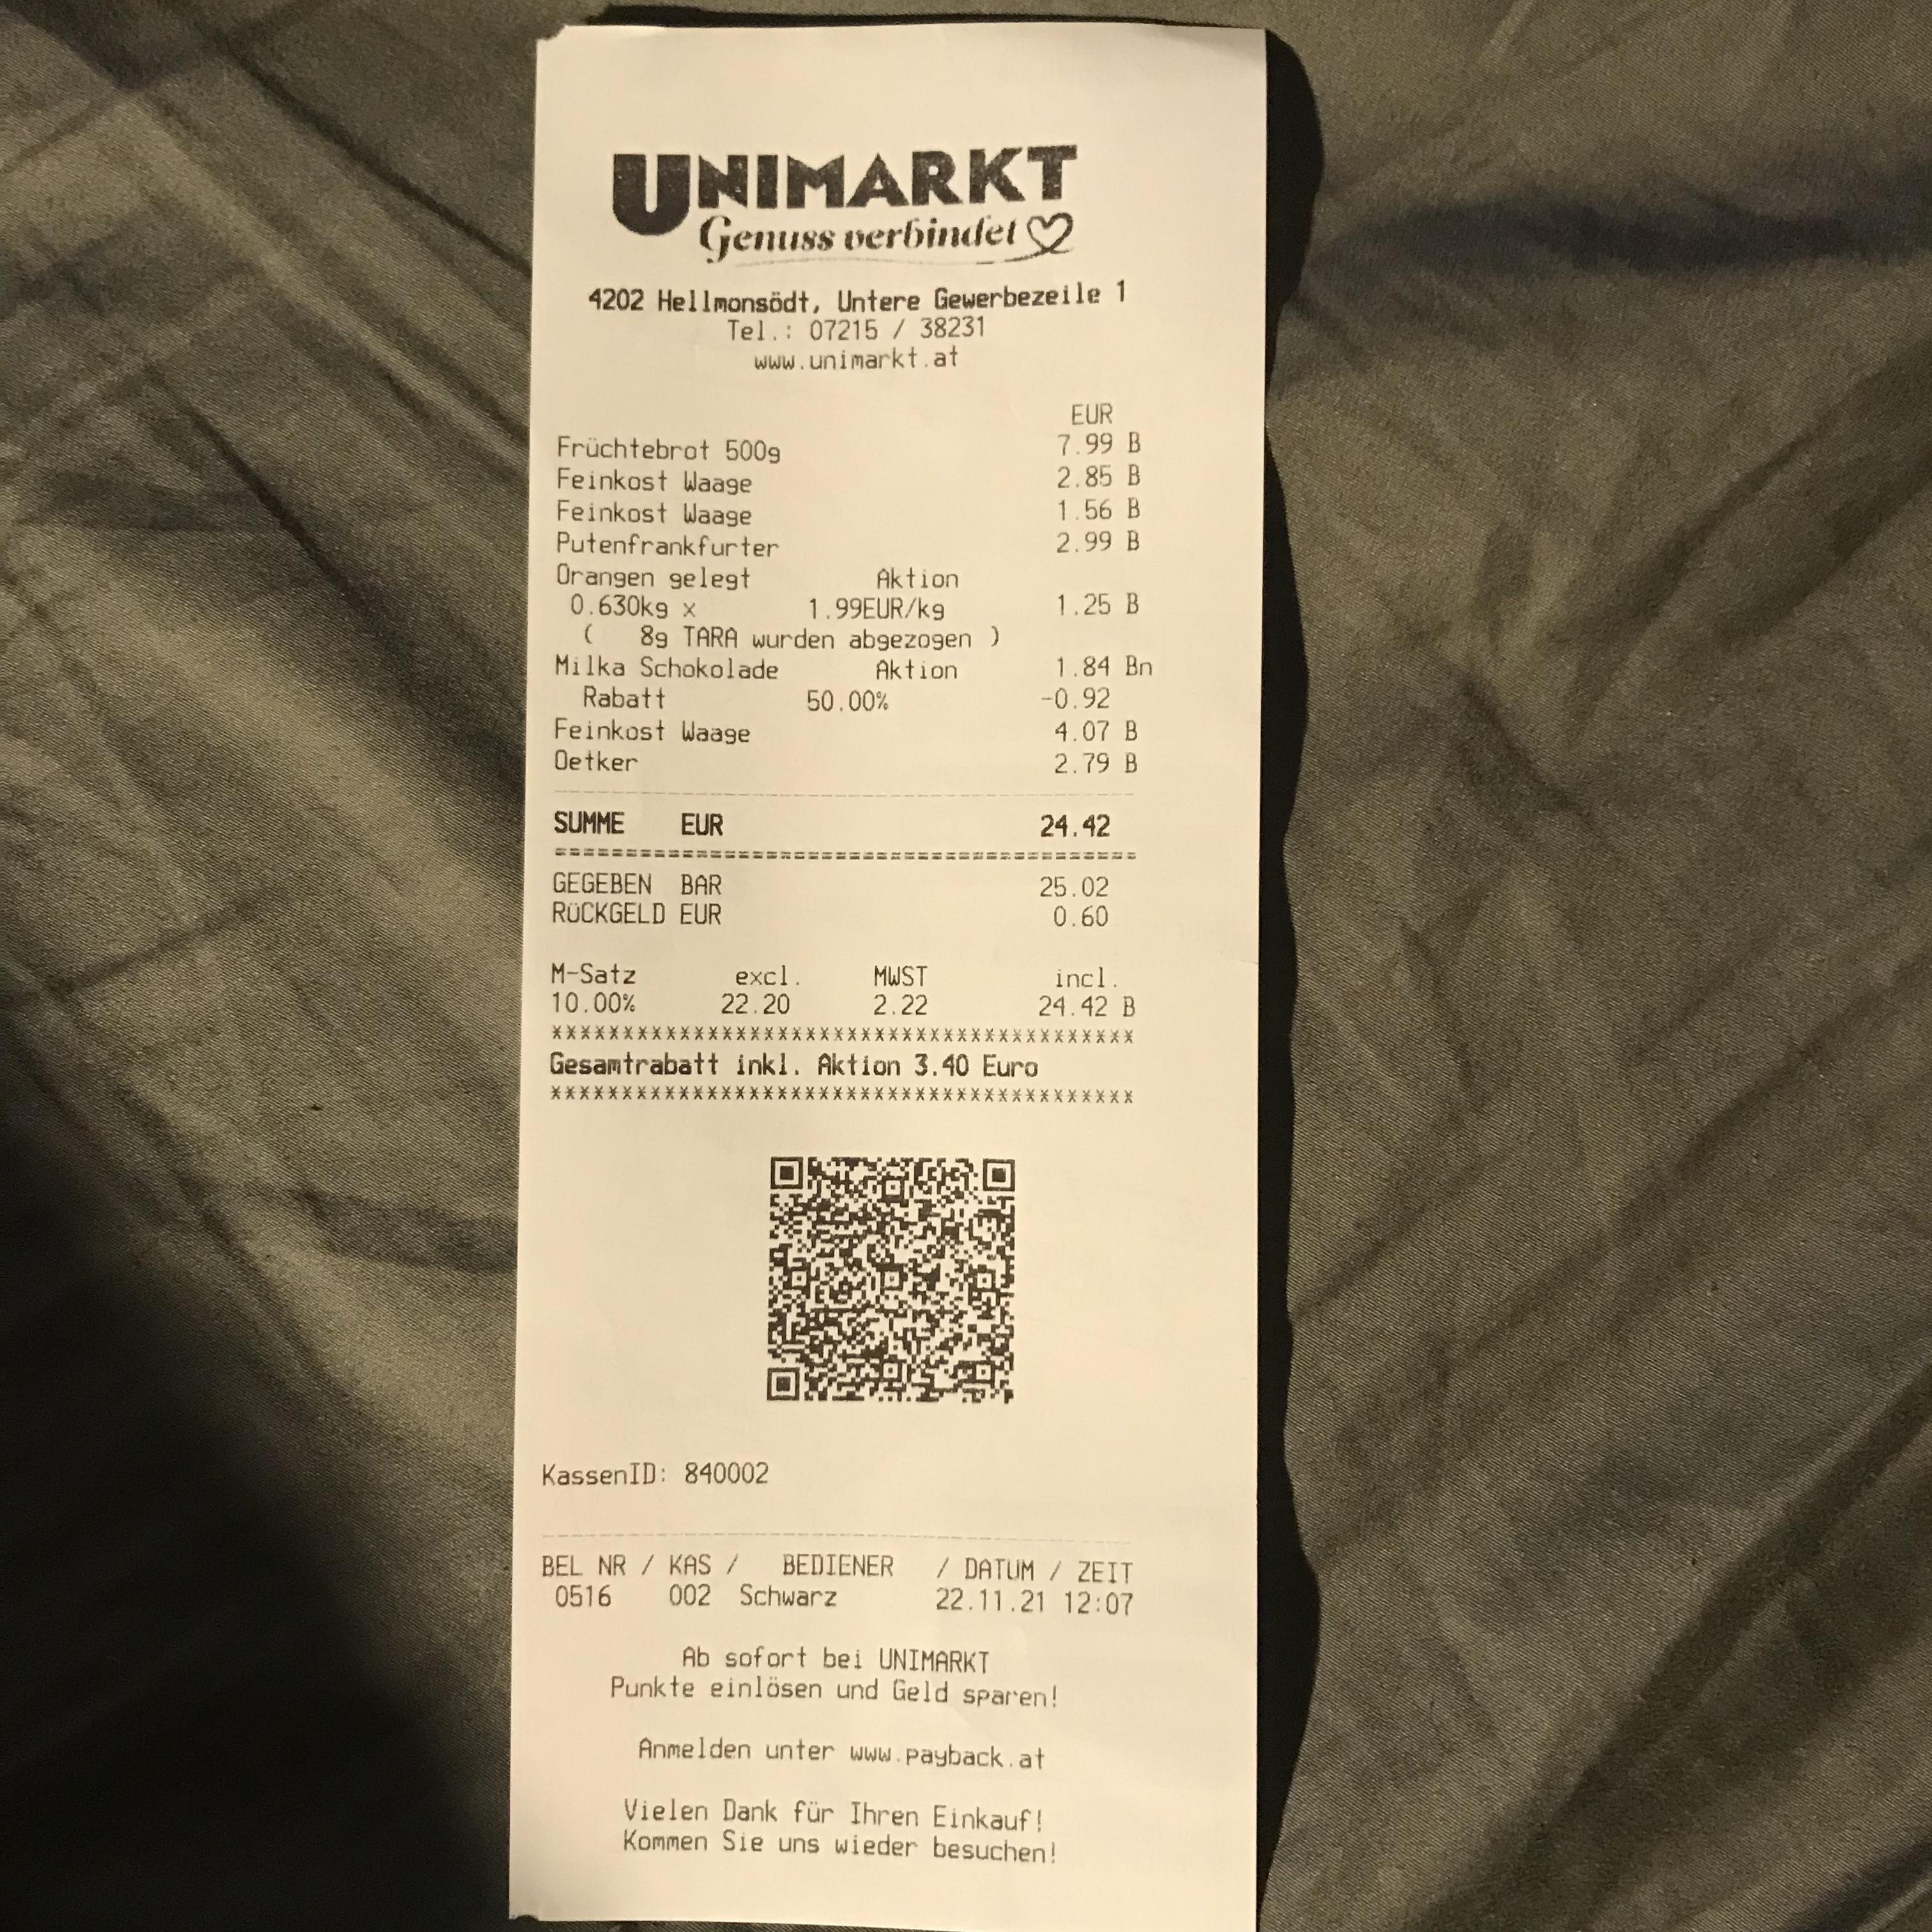 UNIMARKT
Genuss verbindet
4202 Hellmonsödt, Untere Gewerbezeile 1
Tel.: 07215 / 38231
www.unimarkt.at
EUR
Früchtebrot 500g 7.99 B
Feinkost Waage 2.85 B
Feinkost Waage 1.56 B
Putenfrankfurter 2.99 B
Orangen gelegt Aktion
0.630kg x 1.99EUR/kg 1.25 B
( 8g TARA wurden abgezogen )
Milka Schokolade Aktion 1.84 Bn
Rabatt 50.00% -0.92
Feinkost Waage 4.07 B
Oetker 2.79 B
SUMME EUR 24.42
========================================
GEGEBEN BAR 25.02
RÜCKGELD EUR 0.60
M-Satz excl. MWST incl.
10.00% 22.20 2.22 24.42 B
******************************************
Gesamtrabatt inkl. Aktion 3.40 Euro
******************************************
KassenID: 840002
BEL NR / KAS / BEDIENER / DATUM / ZEIT
0516 002 Schwarz 22.11.21 12:07
Ab sofort bei UNIMARKT
Punkte einlösen und Geld sparen!
Anmelden unter www.payback.at
Vielen Dank für Ihren Einkauf!
Kommen Sie uns wieder besuchen!